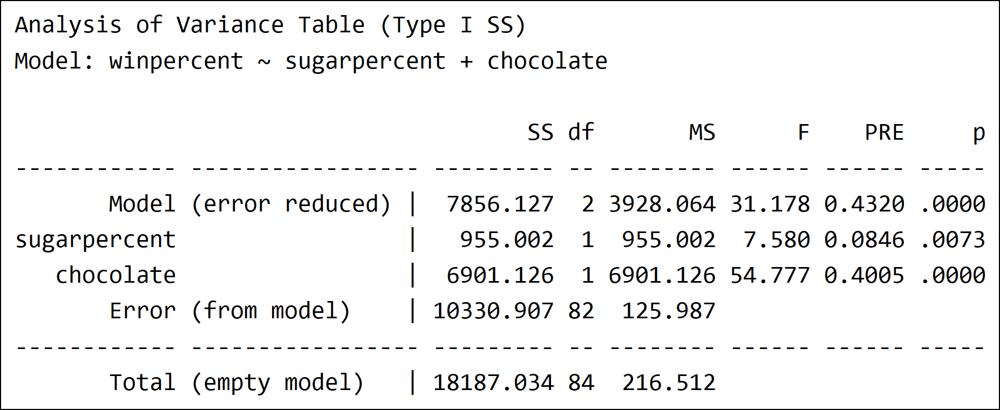 Analysis of Variance Table (Type I SS)
Model: winpercent ~ sugarpercent + chocolate
                                      SS df       MS      F    PRE     p
------------ ----------------- --------- -- -------- ------ ------ -----
       Model (error reduced) |  7856.127  2 3928.064 31.178 0.4320 .0000
sugarpercent                 |   955.002  1  955.002  7.580 0.0846 .0073
   chocolate                 |  6901.126  1 6901.126 54.777 0.4005 .0000
       Error (from model)    | 10330.907 82  125.987
------------ ----------------- --------- -- -------- ------ ------ -----
       Total (empty model)   | 18187.034 84  216.512